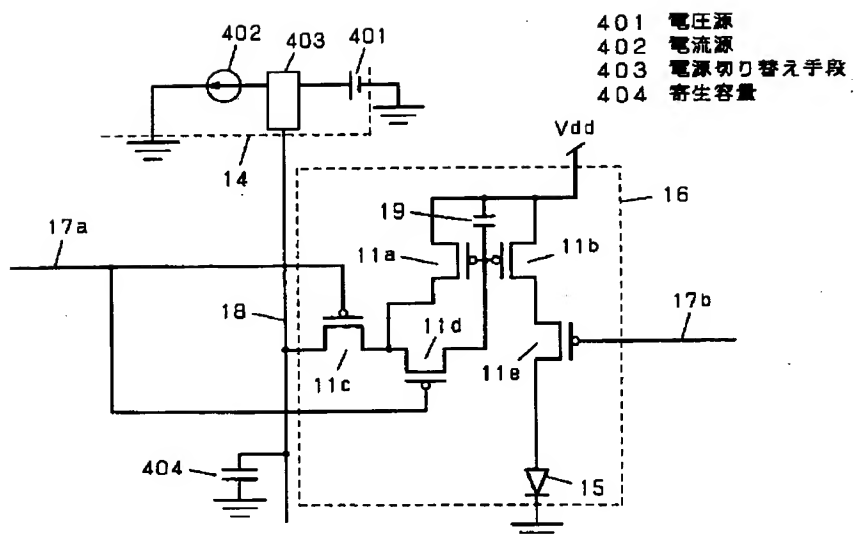 401 電圧源
402 電流源
403 電源切り替え手段
404 寄生容量
402
403
401
14
Vdd
16
17a
19
11a
11b
18
11d
17b
11c
11e
404
15